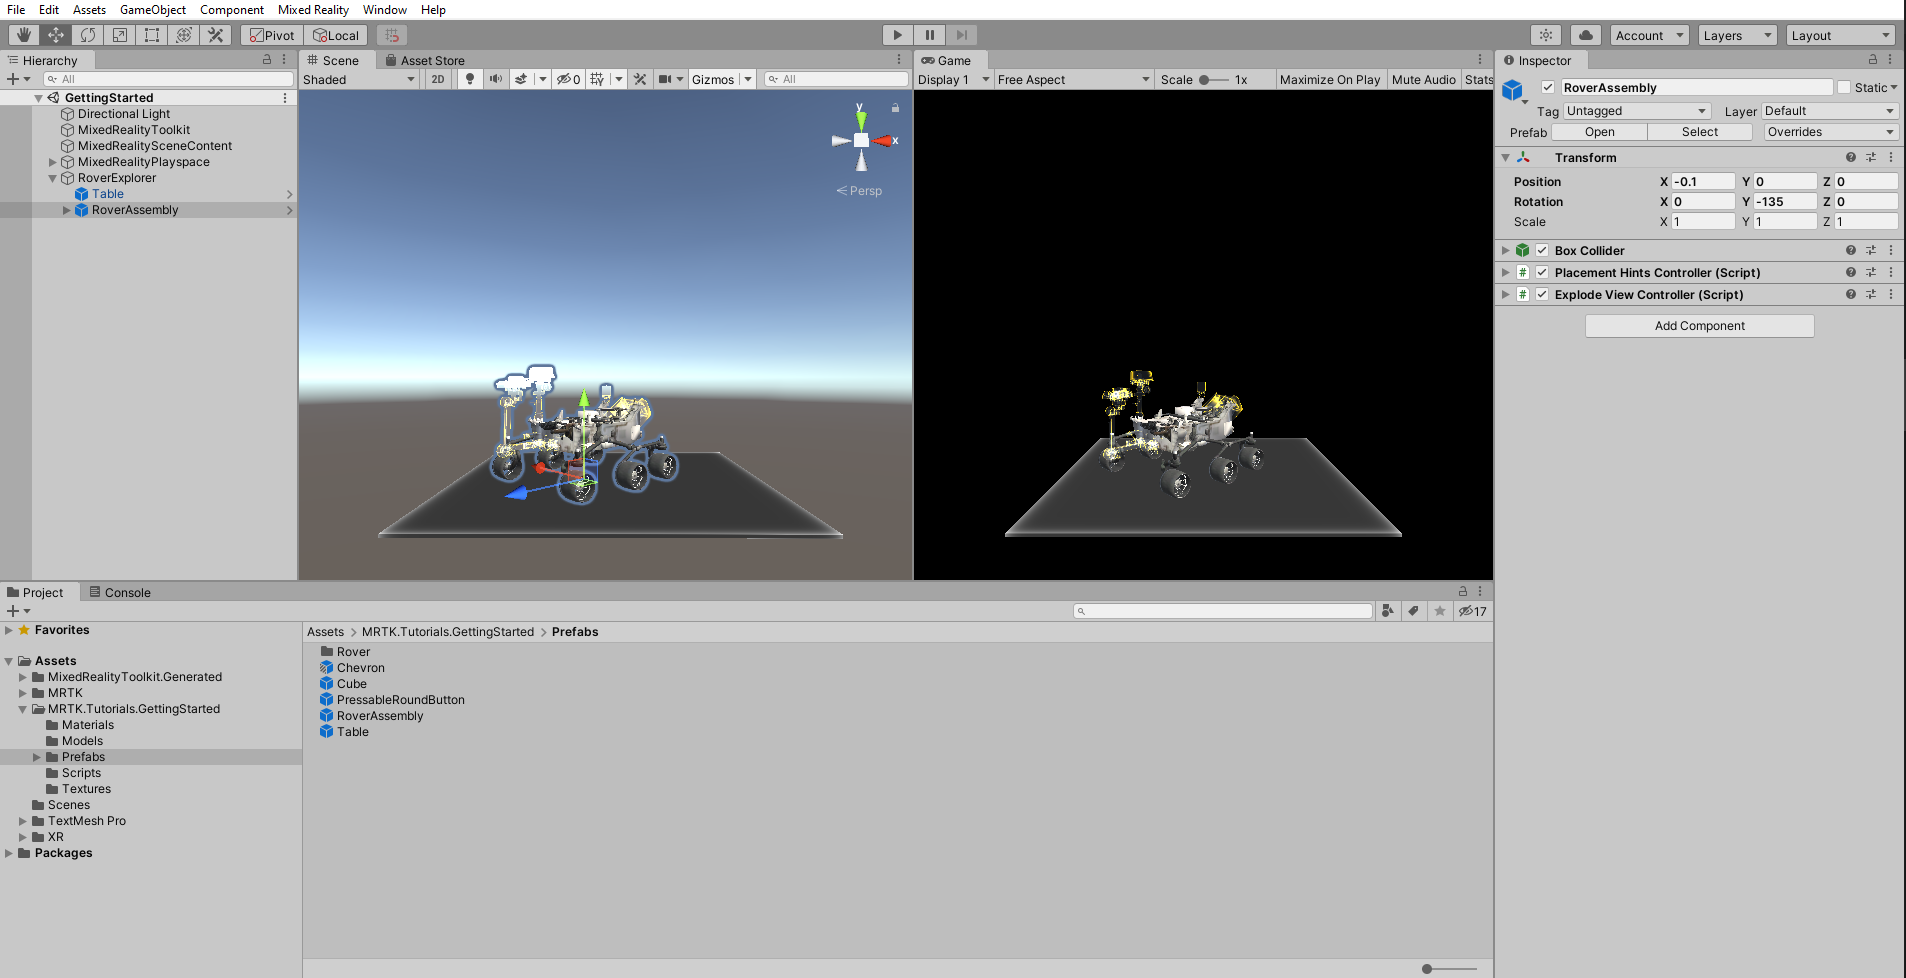 File Edit Assets GameObject Component Mixed Reality Window Help
Pivot Local Account Layers Layout
Hierarchy
All
GettingStarted
Directional Light
MixedRealityToolkit
MixedRealitySceneContent
MixedRealityPlayspace
RoverExplorer
Table
RoverAssembly
Scene Asset Store
Shaded 2D 0 Gizmos All
y
x
Persp
Game
Display 1 Free Aspect Scale 1x Maximize On Play Mute Audio Stats
Inspector
RoverAssembly Static
Tag Untagged Layer Default
Prefab Open Select Overrides
Transform
Position X -0.1 Y 0 Z 0
Rotation X 0 Y -135 Z 0
Scale X 1 Y 1 Z 1
Box Collider
# Placement Hints Controller (Script)
# Explode View Controller (Script)
Add Component
Project Console
17
Favorites
Assets
MixedRealityToolkit.Generated
MRTK
MRTK.Tutorials.GettingStarted
Materials
Models
Prefabs
Scripts
Textures
Scenes
TextMesh Pro
XR
Packages
Assets > MRTK.Tutorials.GettingStarted > Prefabs
Rover
Chevron
Cube
PressableRoundButton
RoverAssembly
Table